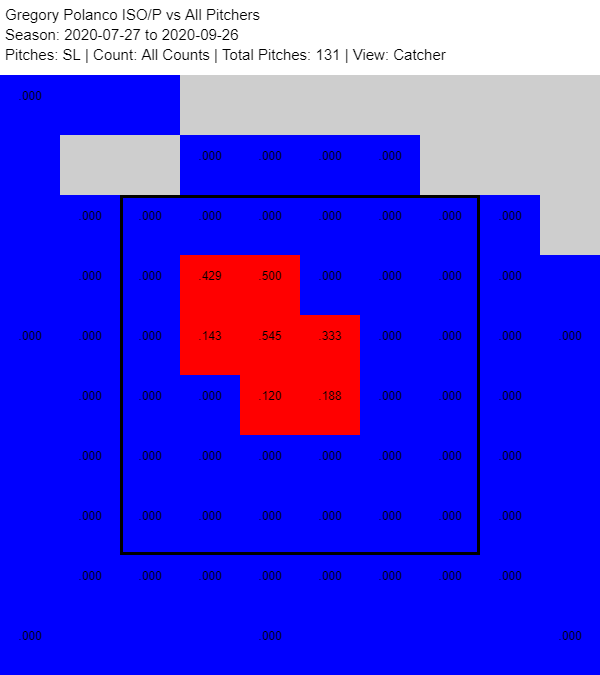 Gregory Polanco ISO/P vs All Pitchers
Season: 2020-07-27 to 2020-09-26
Pitches: SL | Count: All Counts | Total Pitches: 131 | View: Catcher
.000
.000 .000 .000 .000
.000 .000 .000 .000 .000 .000 .000 .000
.000 .000 .429 .500 .000 .000 .000 .000
.000 .000 .000 .143 .545 .333 .000 .000 .000 .000
.000 .000 .000 .120 .188 .000 .000 .000
.000 .000 .000 .000 .000 .000 .000 .000
.000 .000 .000 .000 .000 .000 .000 .000
.000 .000 .000 .000 .000 .000 .000 .000
.000 .000 .000